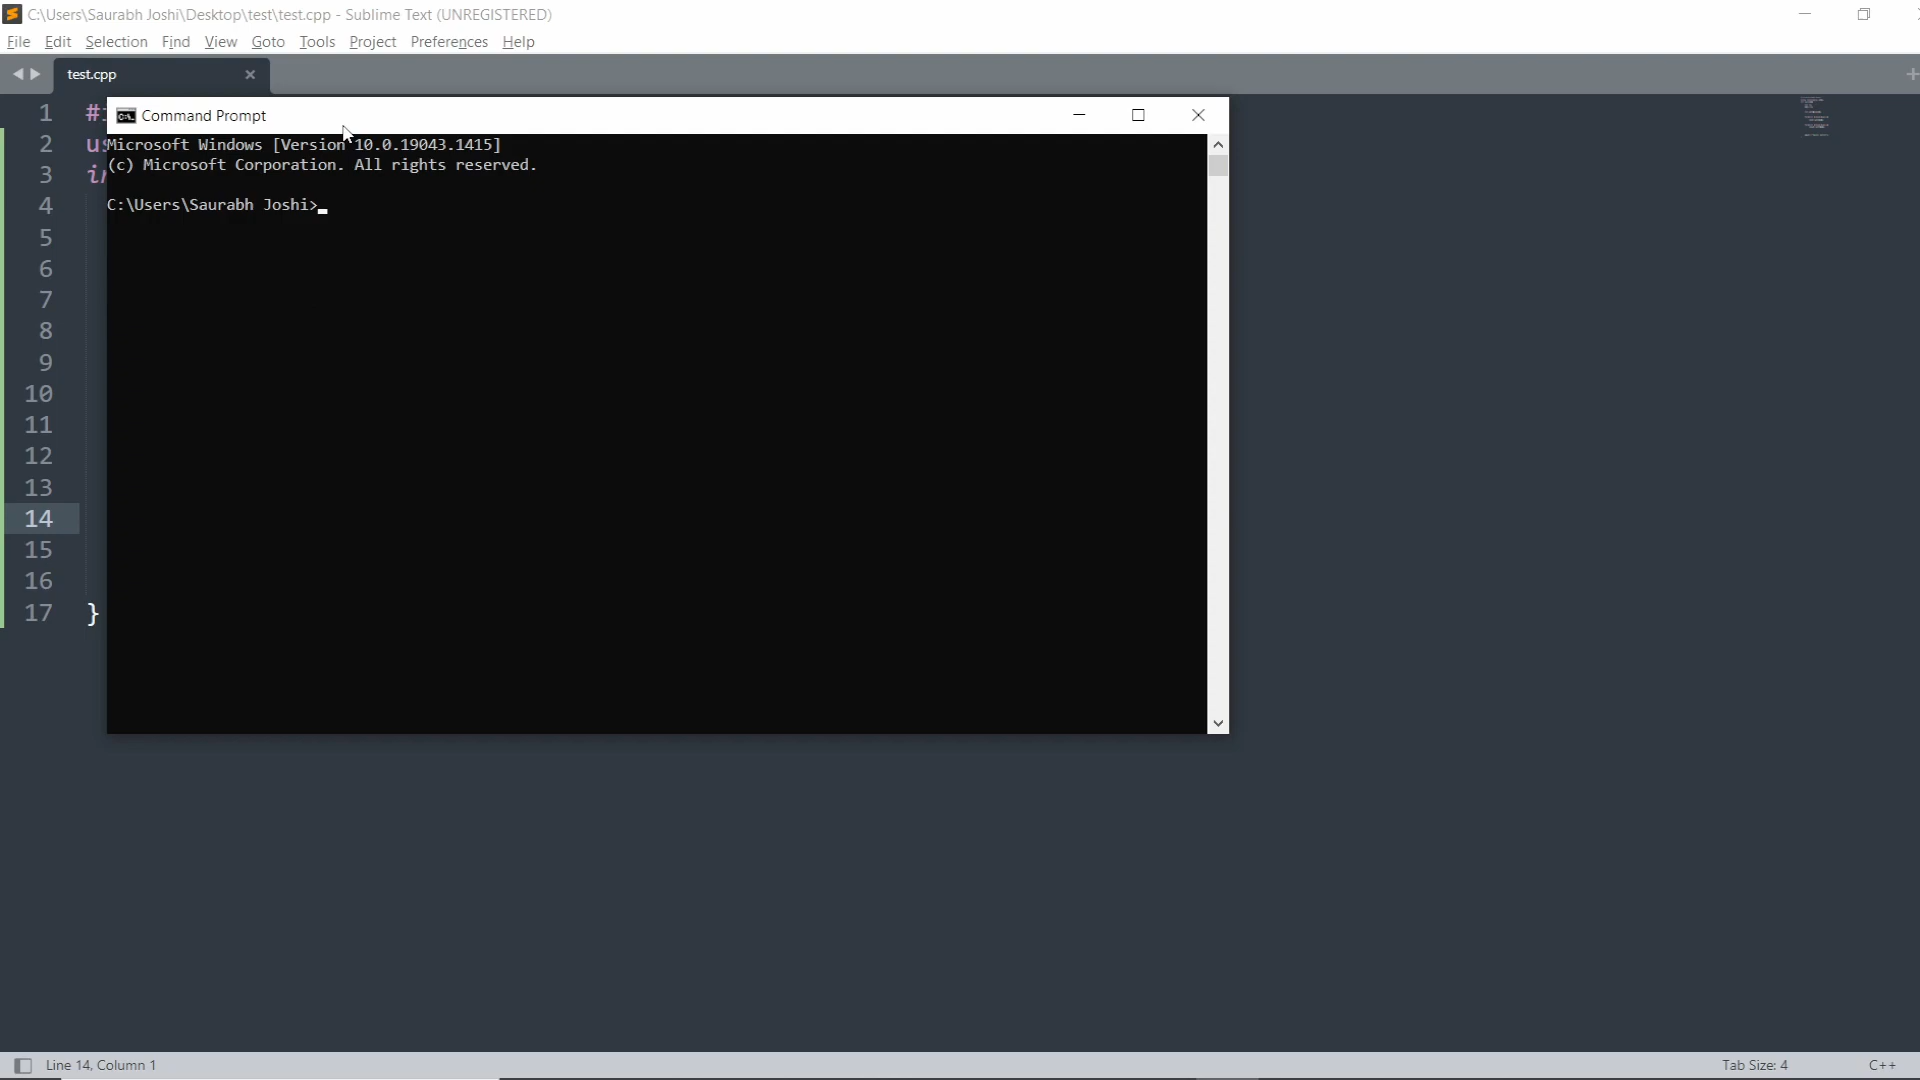 C:\Users\Saurabh Joshi\Desktop\test\test.cpp - Sublime Text (UNREGISTERED)
File Edit Selection Find View Goto Tools Project Preferences Help
test.cpp
Command Prompt
Microsoft Windows [Version 10.0.19043.1415]
(c) Microsoft Corporation. All rights reserved.
C:\Users\Saurabh Joshi>
1 #
2 us
3 in
4
5
6
7
8
9
10
11
12
13
14
15
16
17 }
Line 14, Column 1 Tab Size: 4 C++